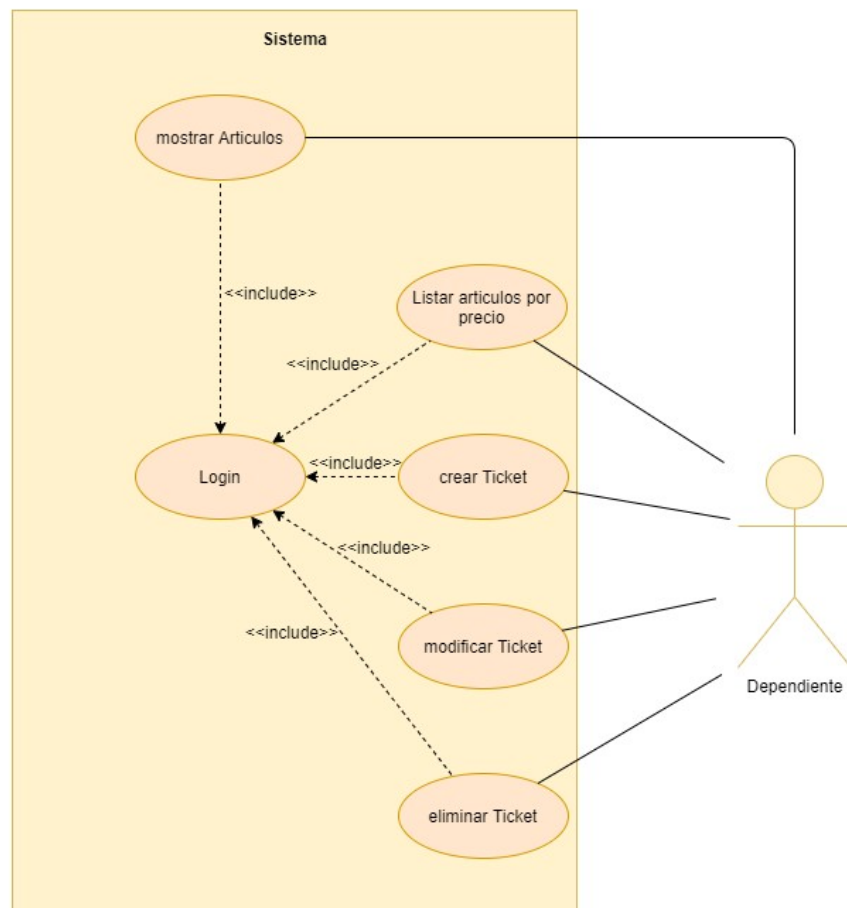 Sistema
mostrar Articulos
<<include>>
Listar articulos por
precio
<<include>>
Login
<<include>>
crear Ticket
<<include>>
modificar Ticket
<<include>>
Dependiente
eliminar Ticket